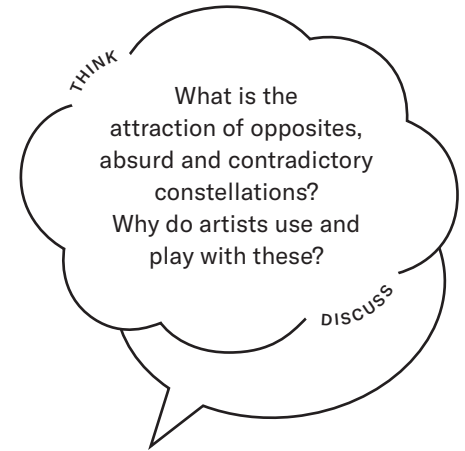 THINK
What is the
attraction of opposites,
absurd and contradictory
constellations?
Why do artists use and
play with these?
DISCUSS